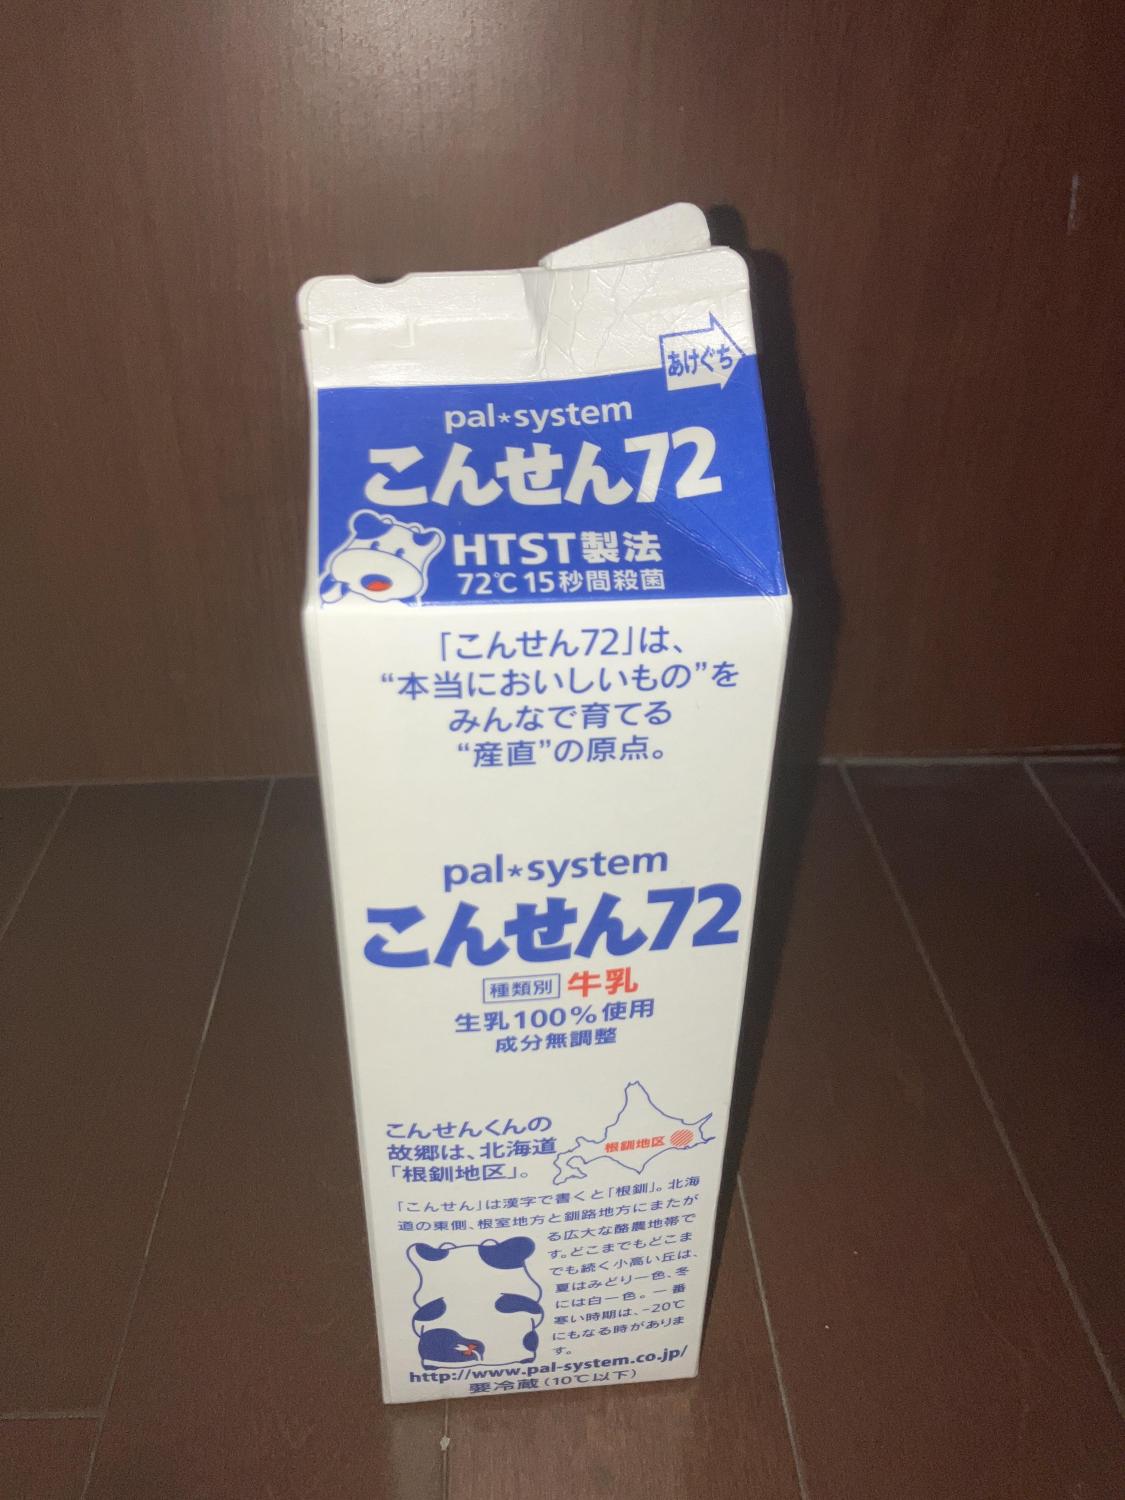 あけぐち
pal*system
こんせん72
HTST製法
72℃15秒間殺菌
「こんせん72」は、
“本当においしいもの”を
みんなで育てる
“産直”の原点。
pal*system
こんせん72
種類別 牛乳
生乳100%使用
成分無調整
こんせんくんの
故郷は、北海道
「根釧地区」。
根釧地区
「こんせん」は漢字で書くと「根釧」。北海
道の東側、根室地方と釧路地方にまたが
る広大な酪農地帯で
す。どこまでもどこま
でも続く小高い丘は、
夏はみどり一色、冬
には白一色。一番
寒い時期は、-20℃
にもなる時がありま
す。
http://www.pal-system.co.jp/
要冷蔵(10℃以下)